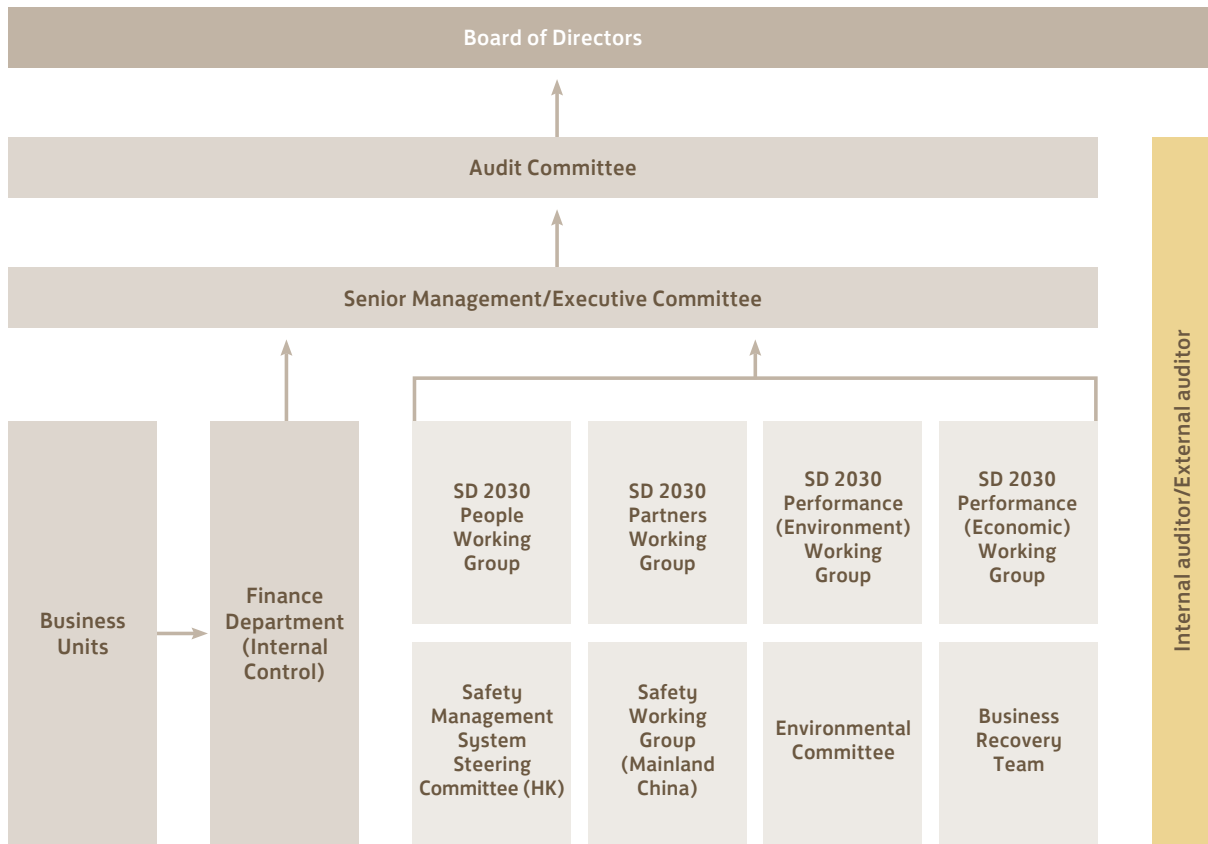 Board of Directors
Audit Committee
Senior Management/Executive Committee
Business
Units
Finance
Department
(Internal
Control)
SD 2030
People
Working
Group
SD 2030
Partners
Working
Group
SD 2030
Performance
(Environment)
Working
Group
SD 2030
Performance
(Economic)
Working
Group
Safety
Management
System
Steering
Committee (HK)
Safety
Working
Group
(Mainland
China)
Environmental
Committee
Business
Recovery
Team
Internal auditor/External auditor